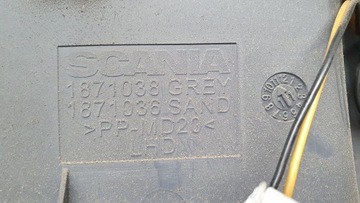 SCANIA
1871038 GREY
1871036 SAND
>PP-MD20<
LHD